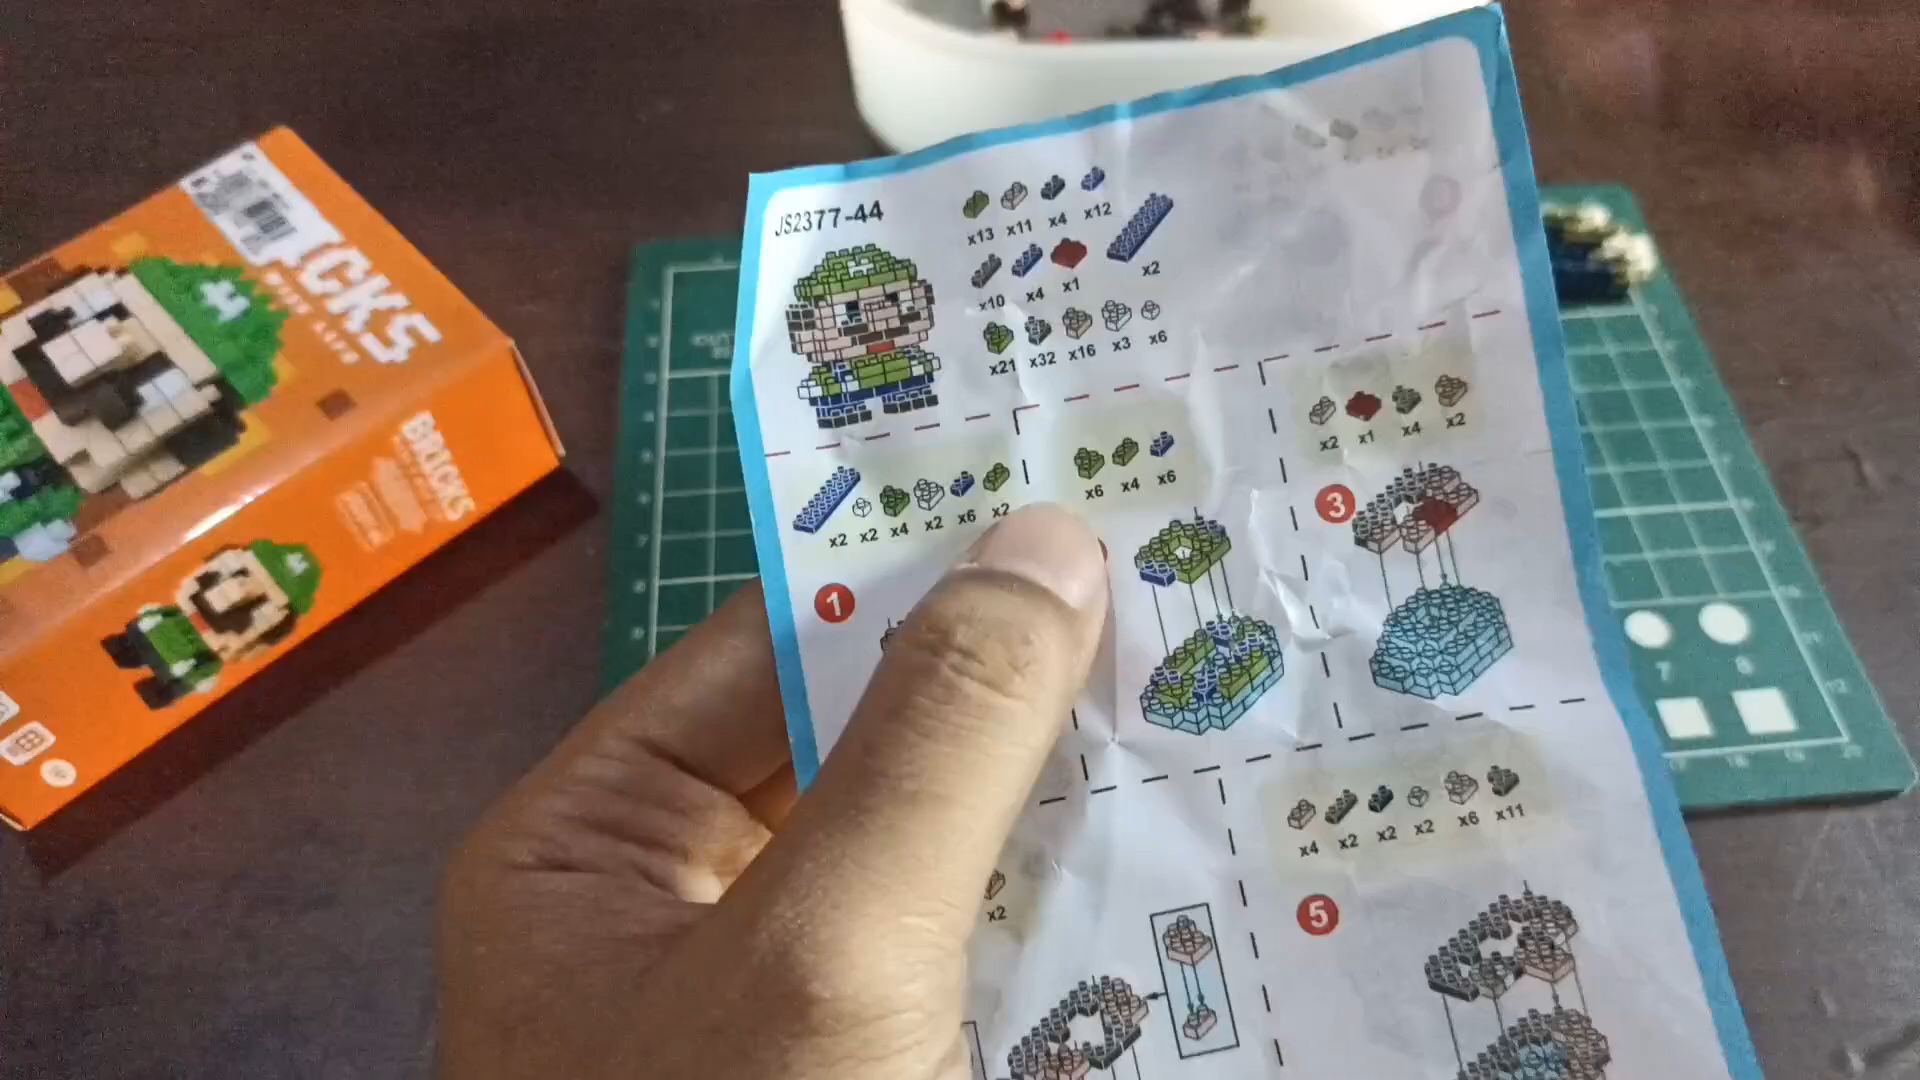 JS2377-44
x13 x11 x4 x12
x10 x4 x1 x2
x21 x32 x16 x3 x6
x2 x2 x4 x2 x6 x2
1
x6 x4 x6
x2 x1 x4 x2
3
x2
x4 x2 x2 x2 x6 x11
5
CKS
BRICKS
7 8